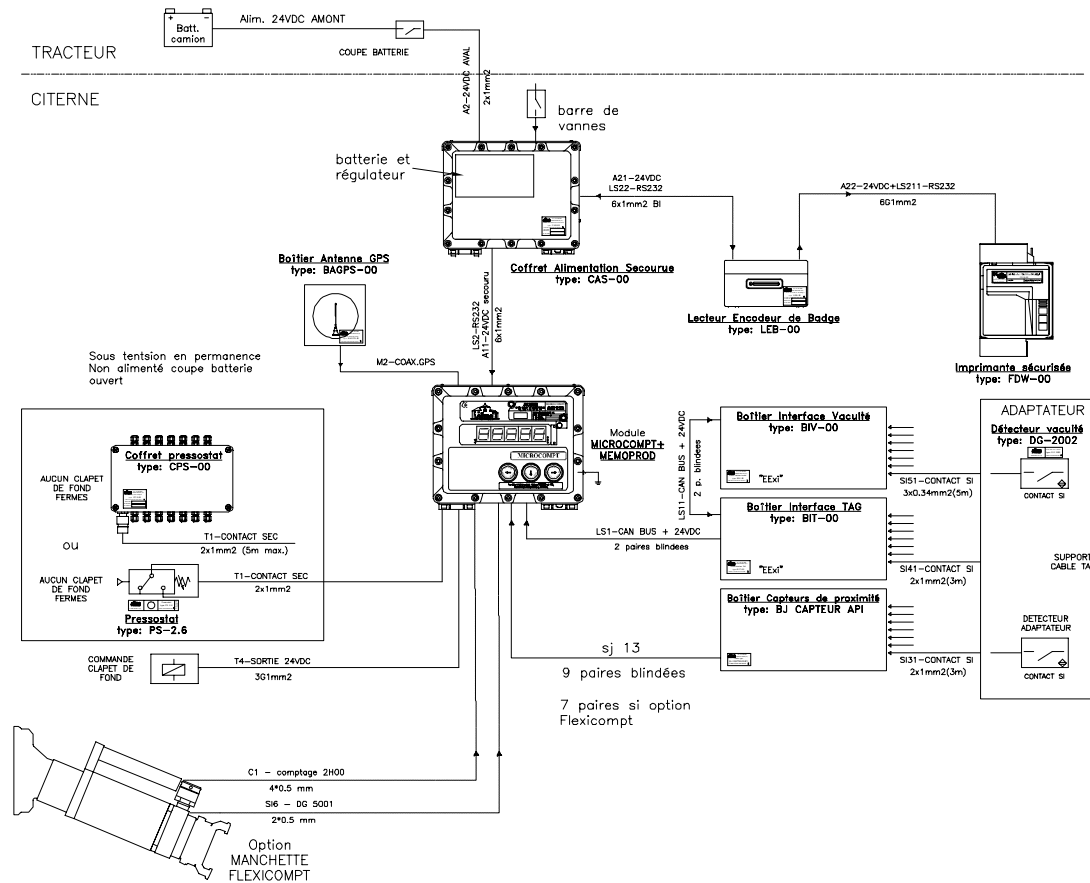 Batt.
camion
Alim. 24VDC AMONT
COUPE BATTERIE
TRACTEUR
CITERNE
A2-24VDC AVAL
2x1mm2
barre de
vannes
batterie et
régulateur
A21-24VDC
LS22-RS232
6x1mm2 BI
A22-24VDC+LS211-RS232
6G1mm2
Boîtier Antenne GPS
type: BAGPS-00
Coffret Alimentation Secourue
type: CAS-00
Lecteur Encodeur de Badge
type: LEB-00
Imprimante sécurisée
type: FDW-00
LS2-RS232
A11-24VDC secouru
6x1mm2
M2-COAX.GPS
Sous tension en permanence
Non alimenté coupe batterie
ouvert
Module
MICROCOMPT+
MEMOPROD
MICROCOMPT
LS11-CAN BUS + 24VDC
2 p. blindees
Boîtier Interface Vacuité
type: BIV-00
"EExi"
SI51-CONTACT SI
3x0.34mm2(5m)
ADAPTATEUR
Détecteur vacuité
type: DG-2002
CONTACT SI
Coffret pressostat
type: CPS-00
AUCUN CLAPET
DE FOND
FERMES
T1-CONTACT SEC
2x1mm2 (5m max.)
ou
AUCUN CLAPET
DE FOND
FERMES
T1-CONTACT SEC
2x1mm2
Pressostat
type: PS-2.6
LS1-CAN BUS + 24VDC
2 paires blindees
Boîtier Interface TAG
type: BIT-00
"EExi"
SI41-CONTACT SI
2x1mm2(3m)
SUPPORT
CABLE TA
Boîtier Capteurs de proximité
type: BJ CAPTEUR API
SI31-CONTACT SI
2x1mm2(3m)
DETECTEUR
ADAPTATEUR
CONTACT SI
COMMANDE
CLAPET DE
FOND
T4-SORTIE 24VDC
3G1mm2
sj 13
9 paires blindées
7 paires si option
Flexicompt
C1 - comptage 2H00
4*0.5 mm
SI6 - DG 5001
2*0.5 mm
Option
MANCHETTE
FLEXICOMPT